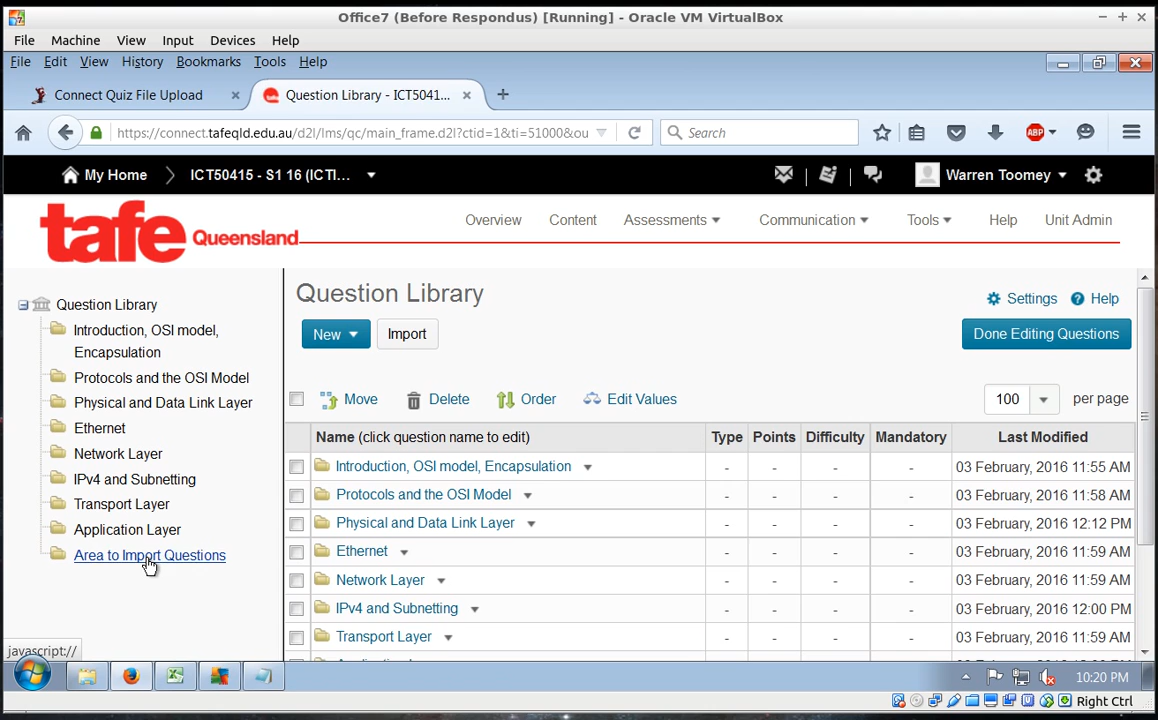 Office7 (Before Respondus) [Running] - Oracle VM VirtualBox
File Machine View Input Devices Help
File Edit View History Bookmarks Tools Help
Connect Quiz File Upload
Question Library - ICT5041...
https://connect.tafeqld.edu.au/d2l/lms/qc/main_frame.d2l?ctid=1&ti=51000&ou
Search
ABP
My Home
ICT50415 - S1 16 (ICTI...
Warren Toomey
tafe Queensland
Overview Content Assessments Communication Tools Help Unit Admin
Question Library
Introduction, OSI model,
Encapsulation
Protocols and the OSI Model
Physical and Data Link Layer
Ethernet
Network Layer
IPv4 and Subnetting
Transport Layer
Application Layer
Area to Import Questions
Question Library
Settings Help
New Import
Done Editing Questions
Move Delete Order Edit Values
100 per page
Name (click question name to edit) Type Points Difficulty Mandatory Last Modified
Introduction, OSI model, Encapsulation - - - - 03 February, 2016 11:55 AM
Protocols and the OSI Model - - - - 03 February, 2016 11:58 AM
Physical and Data Link Layer - - - - 03 February, 2016 12:12 PM
Ethernet - - - - 03 February, 2016 11:59 AM
Network Layer - - - - 03 February, 2016 11:59 AM
IPv4 and Subnetting - - - - 03 February, 2016 12:00 PM
Transport Layer - - - - 03 February, 2016 11:59 AM
javascript://
10:20 PM
Right Ctrl